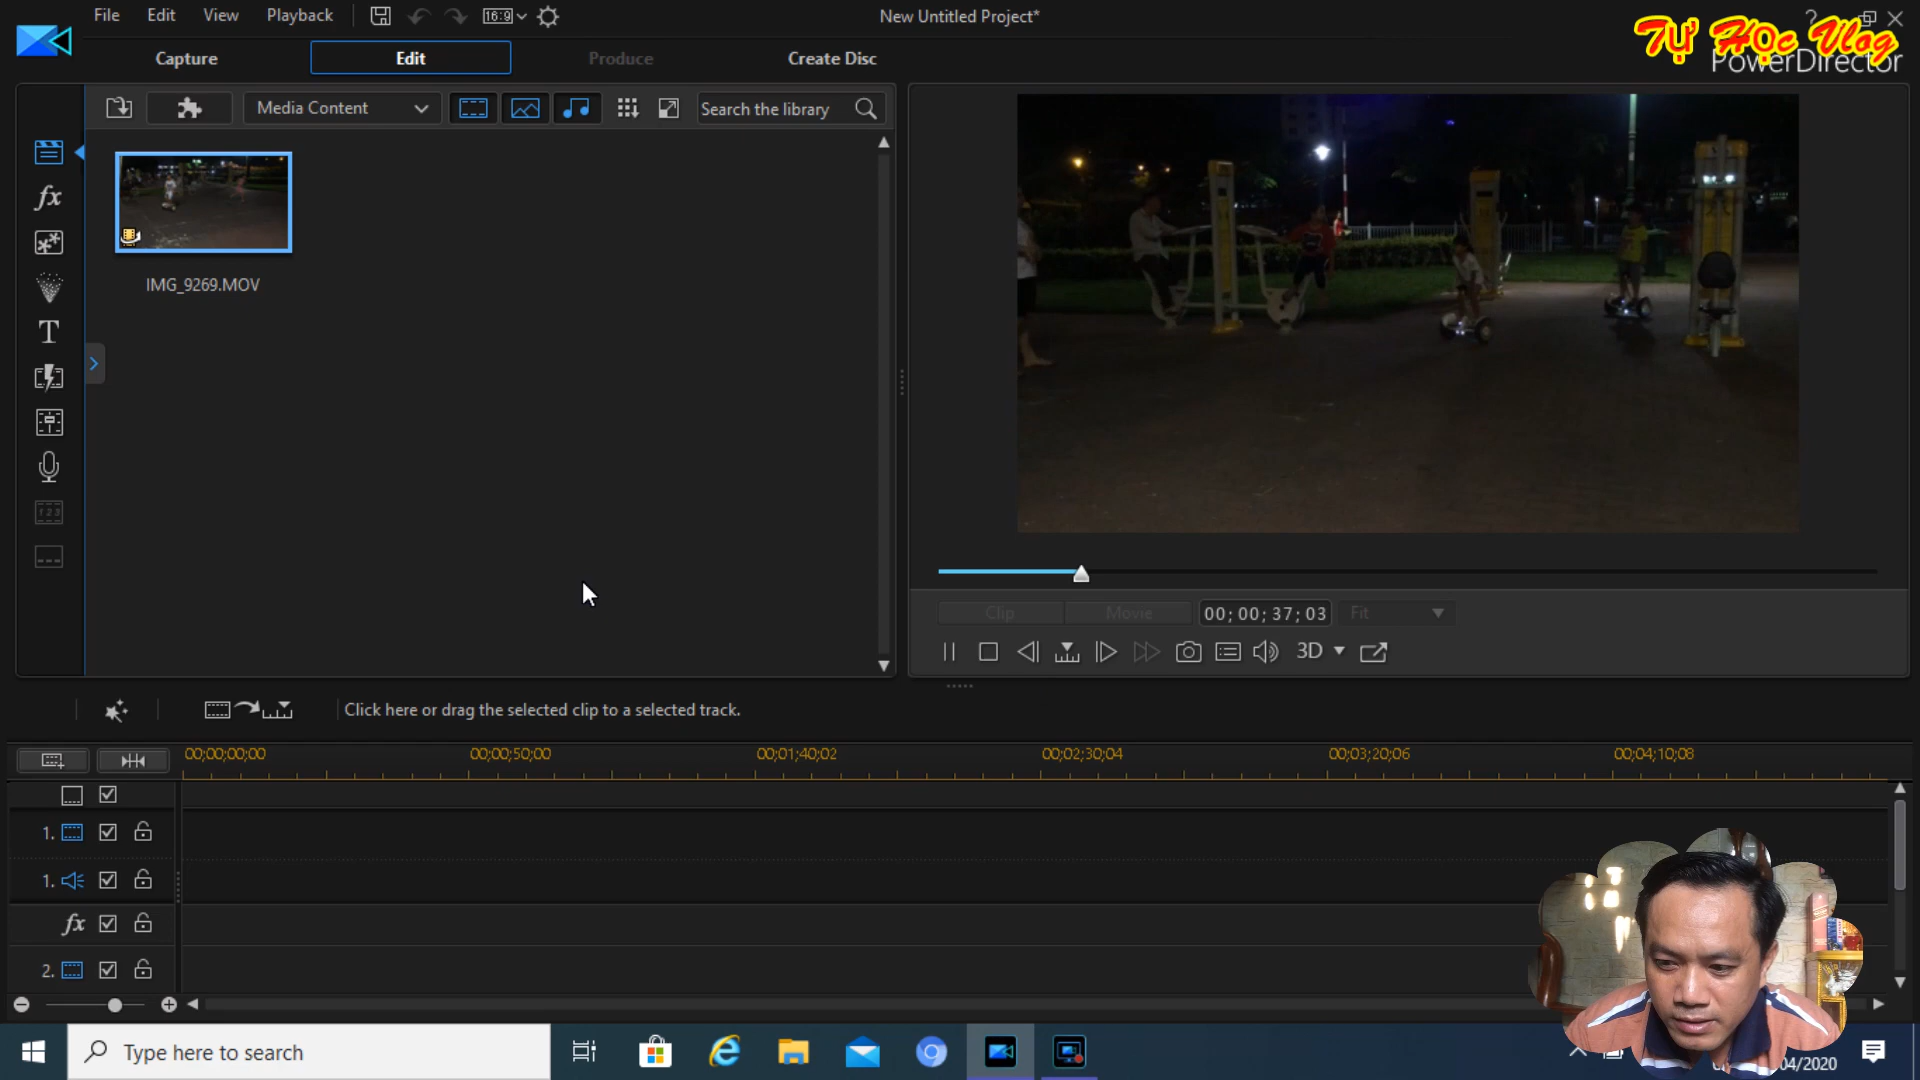 File Edit View Playback 16:9 New Untitled Project* ?
Tự Học Vlog
PowerDirector
Capture Edit Produce Create Disc
Media Content Search the library
IMG_9269.MOV
fx
T
Clip Movie 00; 00; 37; 03 Fit
3D
Click here or drag the selected clip to a selected track.
00;00;00;00 00;00;50;00 00;01;40;02 00;02;30;04 00;03;20;06 00;04;10;08
1.
1.
fx
2.
Type here to search
04/2020